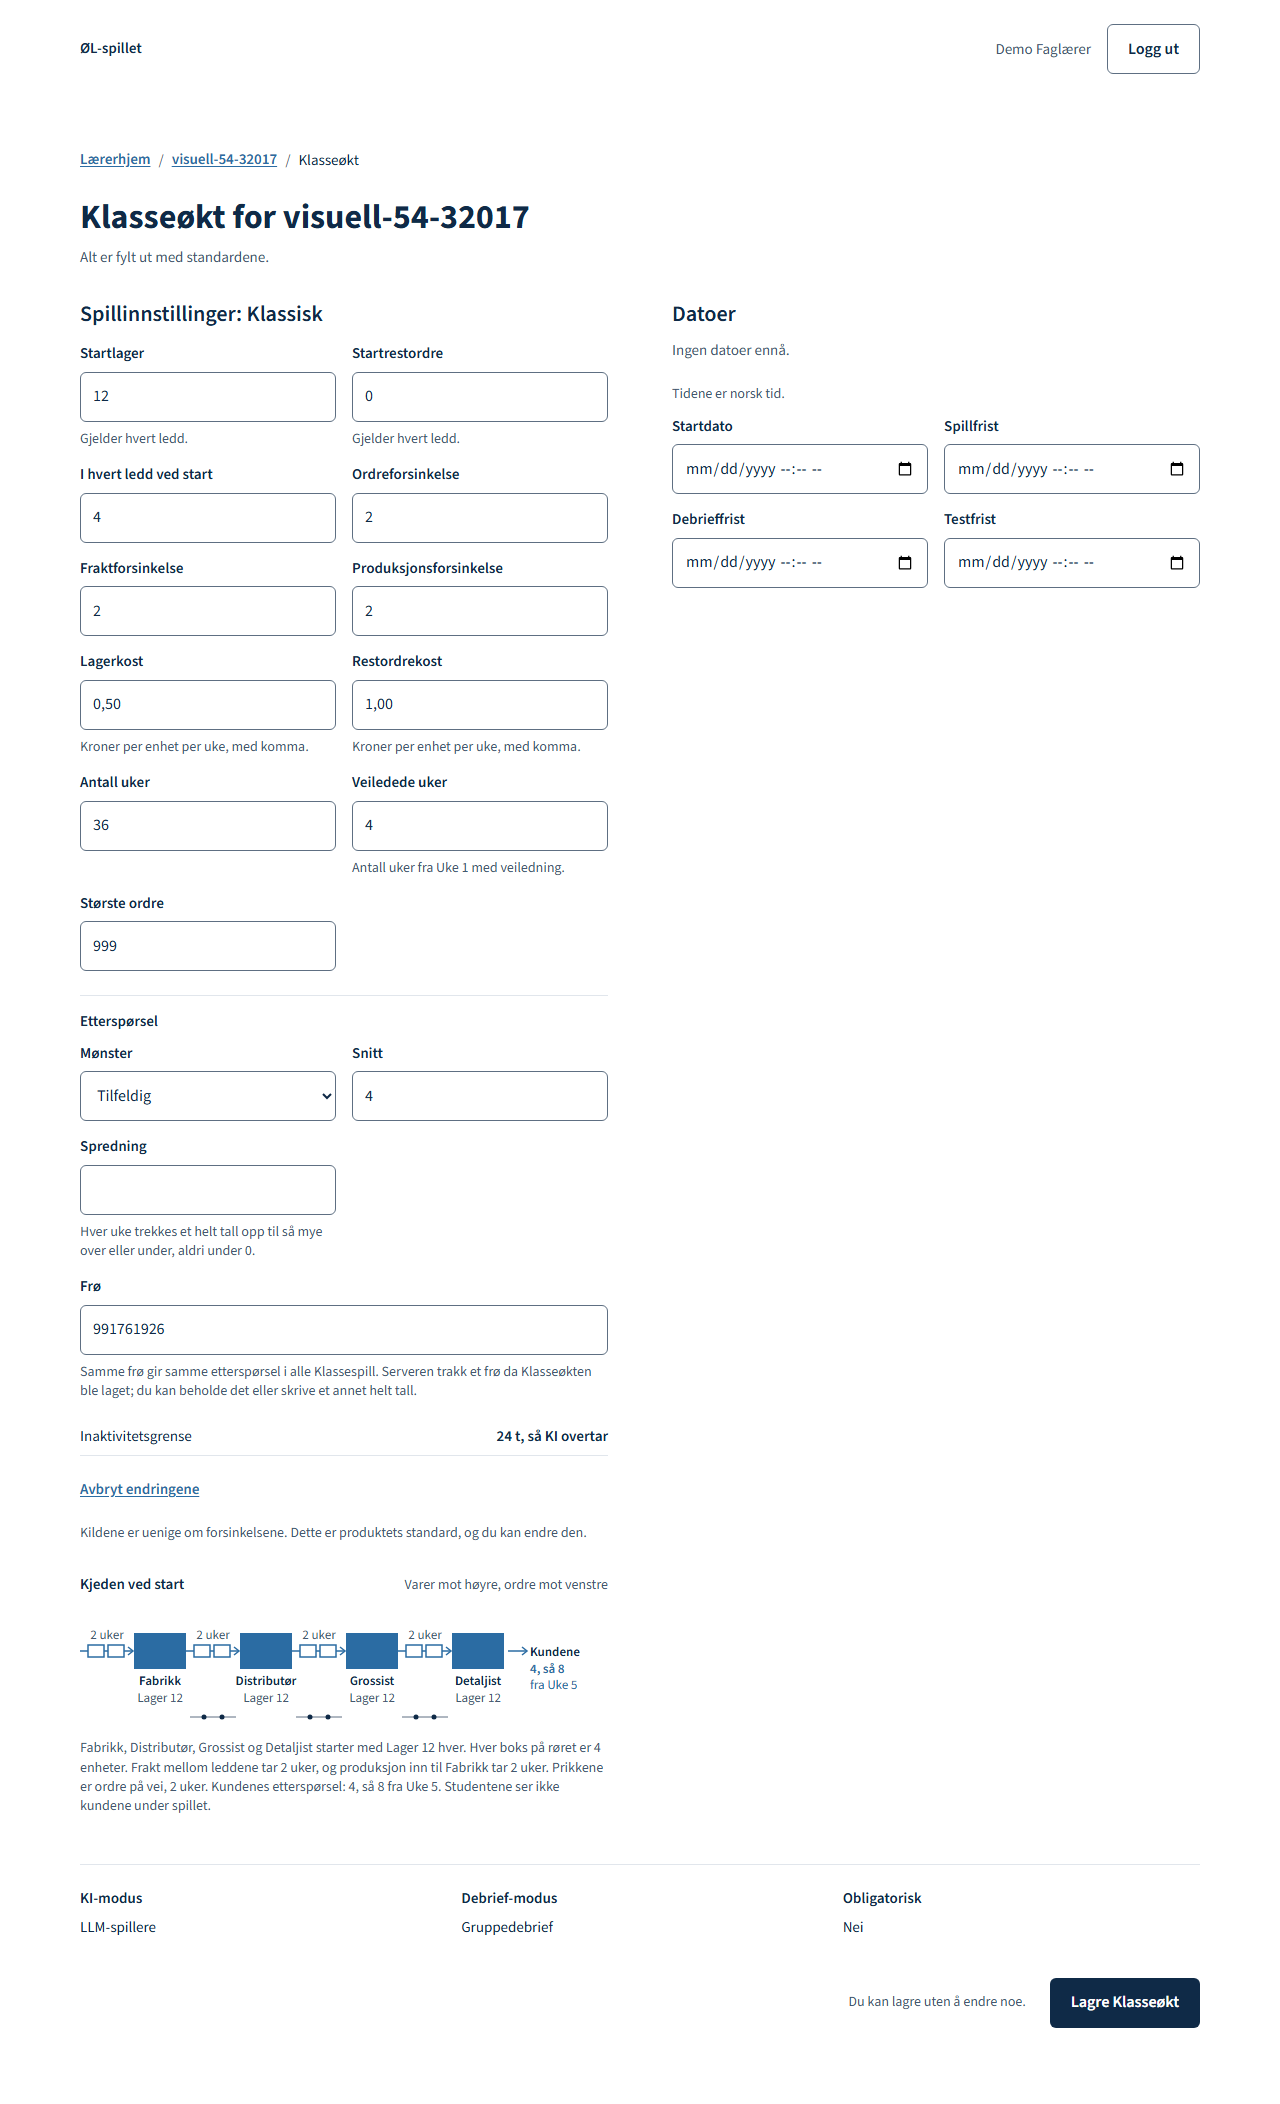 ØL-spillet
Demo Faglærer
Logg ut
Lærerhjem / visuell-54-32017 / Klasseøkt
Klasseøkt for visuell-54-32017
Alt er fylt ut med standardene.
Spillinnstillinger: Klassisk
Startlager
Startrestordre
12
0
Gjelder hvert ledd.
Gjelder hvert ledd.
I hvert ledd ved start
Ordreforsinkelse
4
2
Fraktforsinkelse
Produksjonsforsinkelse
2
2
Lagerkost
Restordrekost
0,50
1,00
Kroner per enhet per uke, med komma.
Kroner per enhet per uke, med komma.
Antall uker
Veiledede uker
36
4
Antall uker fra Uke 1 med veiledning.
Største ordre
999
Etterspørsel
Mønster
Snitt
Tilfeldig
4
Spredning
Hver uke trekkes et helt tall opp til så mye
over eller under, aldri under 0.
Frø
991761926
Samme frø gir samme etterspørsel i alle Klassespill. Serveren trakk et frø da Klasseøkten
ble laget; du kan beholde det eller skrive et annet helt tall.
Inaktivitetsgrense
24 t, så KI overtar
Avbryt endringene
Kildene er uenige om forsinkelsene. Dette er produktets standard, og du kan endre den.
Kjeden ved start
Varer mot høyre, ordre mot venstre
2 uker
2 uker
2 uker
2 uker
Kundene
4, så 8
fra Uke 5
Fabrikk
Distributør
Grossist
Detaljist
Lager 12
Lager 12
Lager 12
Lager 12
Fabrikk, Distributør, Grossist og Detaljist starter med Lager 12 hver. Hver boks på røret er 4
enheter. Frakt mellom leddene tar 2 uker, og produksjon inn til Fabrikk tar 2 uker. Prikkene
er ordre på vei, 2 uker. Kundenes etterspørsel: 4, så 8 fra Uke 5. Studentene ser ikke
kundene under spillet.
Datoer
Ingen datoer ennå.
Tidene er norsk tid.
Startdato
Spillfrist
mm/dd/yyyy --:-- --
mm/dd/yyyy --:-- --
Debrieffrist
Testfrist
mm/dd/yyyy --:-- --
mm/dd/yyyy --:-- --
KI-modus
Debrief-modus
Obligatorisk
LLM-spillere
Gruppedebrief
Nei
Du kan lagre uten å endre noe.
Lagre Klasseøkt